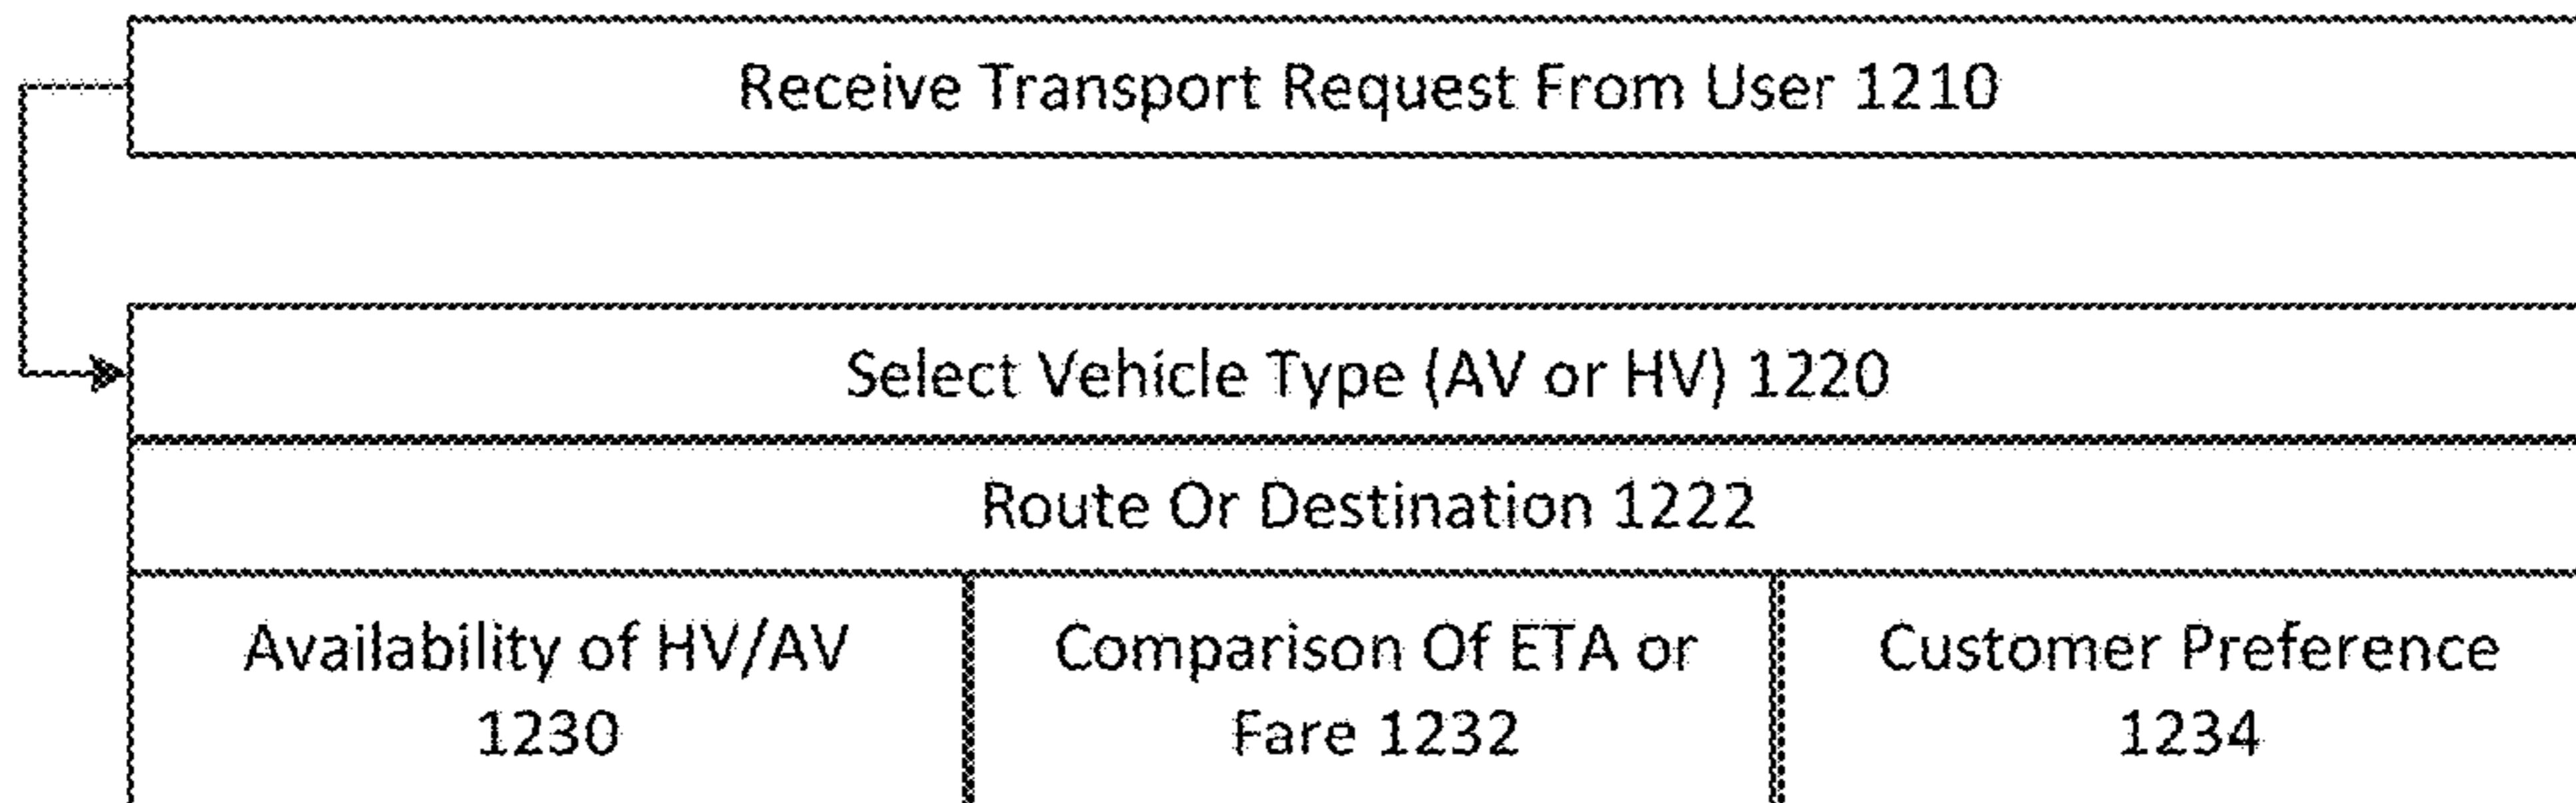 Receive Transport Request From User 1210
Select Vehicle Type (AV or HV) 1220
Route Or Destination 1222
Availability of HV/AV
1230
Comparison Of ETA or
Fare 1232
Customer Preference
1234